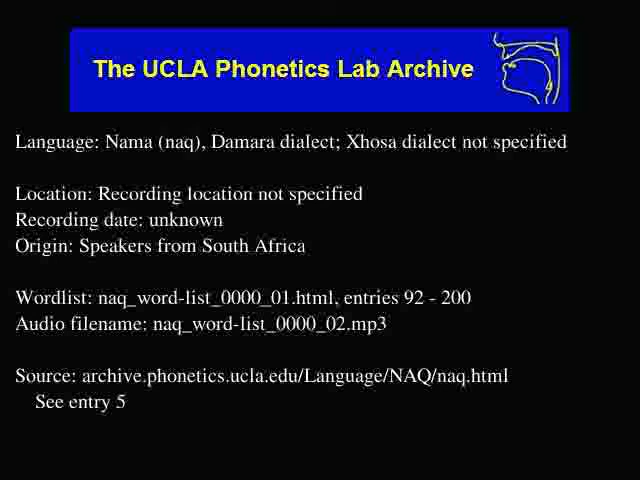 The UCLA Phonetics Lab Archive
Language: Nama (naq), Damara dialect; Xhosa dialect not specified
Location: Recording location not specified
Recording date: unknown
Origin: Speakers from South Africa
Wordlist: naq_word-list_0000_01.html, entries 92 - 200
Audio filename: naq_word-list_0000_02.mp3
Source: archive.phonetics.ucla.edu/Language/NAQ/naq.html
See entry 5